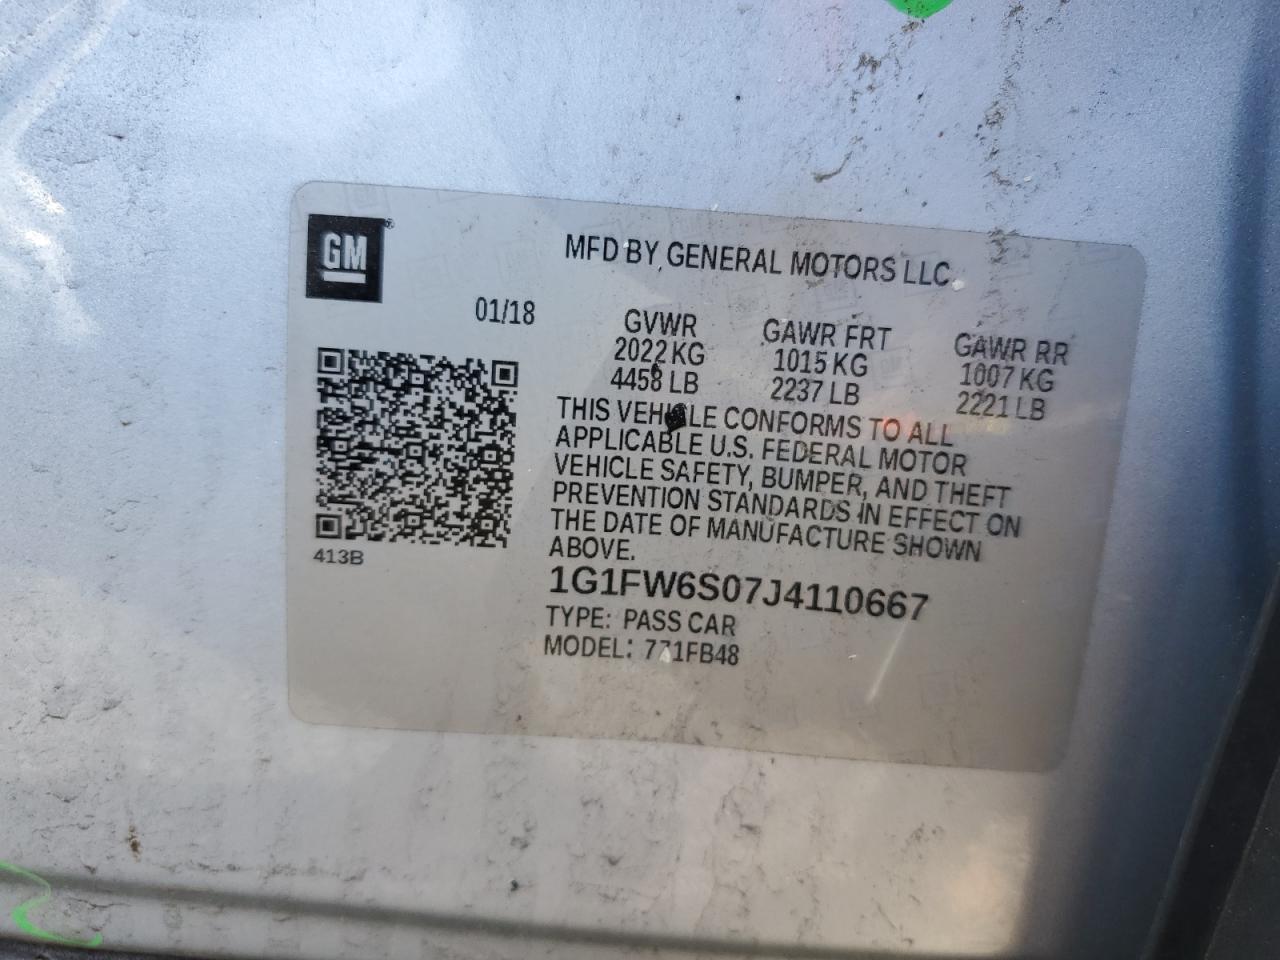 GM
MFD BY GENERAL MOTORS LLC
01/18
GVWR GAWR FRT GAWR RR
2022 KG 1015 KG 1007 KG
4458 LB 2237 LB 2221 LB
THIS VEHICLE CONFORMS TO ALL
APPLICABLE U.S. FEDERAL MOTOR
VEHICLE SAFETY, BUMPER, AND THEFT
PREVENTION STANDARDS IN EFFECT ON
THE DATE OF MANUFACTURE SHOWN
ABOVE.
413B
1G1FW6S07J4110667
TYPE: PASS CAR
MODEL: 771FB48